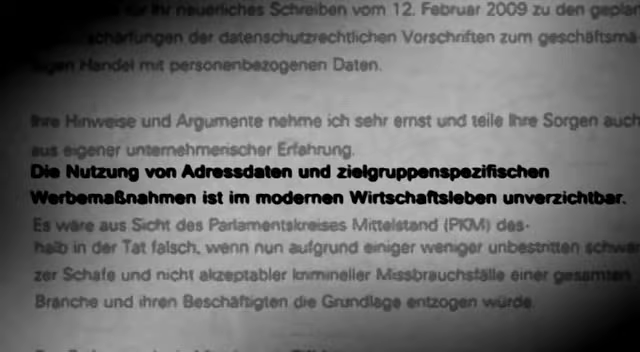 für Ihr neuerliches Schreiben vom 12. Februar 2009 zu den
schärfungen der datenschutzrechtlichen Vorschriften zum geschäftsmä
Handel mit personenbezogenen Daten.
Ihre Hinweise und Argumente nehme ich sehr ernst und teile Ihre Sorgen auch
aus eigener unternehmerischer Erfahrung.
Die Nutzung von Adressdaten und zielgruppenspezifischen
Werbemaßnahmen ist im modernen Wirtschaftsleben unverzichtbar.
Es wäre aus Sicht des Parlamentskreises Mittelstand (PKM) des-
halb in der Tat falsch, wenn nun aufgrund einiger weniger unbestritten schwar
zer Schafe und nicht akzeptabler krimineller Missbrauchsfälle einer gesamten
Branche und ihren Beschäftigten die Grundlage entzogen würde.